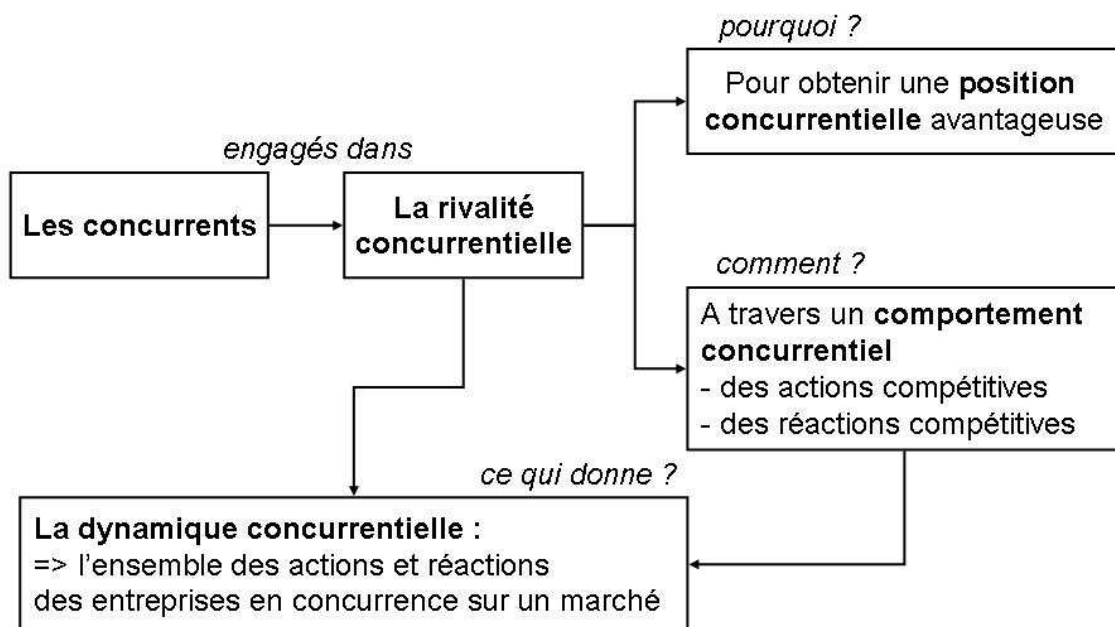 pourquoi ?
Pour obtenir une position
concurrentielle avantageuse
engagés dans
Les concurrents
La rivalité
concurrentielle
comment ?
A travers un comportement
concurrentiel
- des actions compétitives
- des réactions compétitives
ce qui donne ?
La dynamique concurrentielle :
=> l'ensemble des actions et réactions
des entreprises en concurrence sur un marché